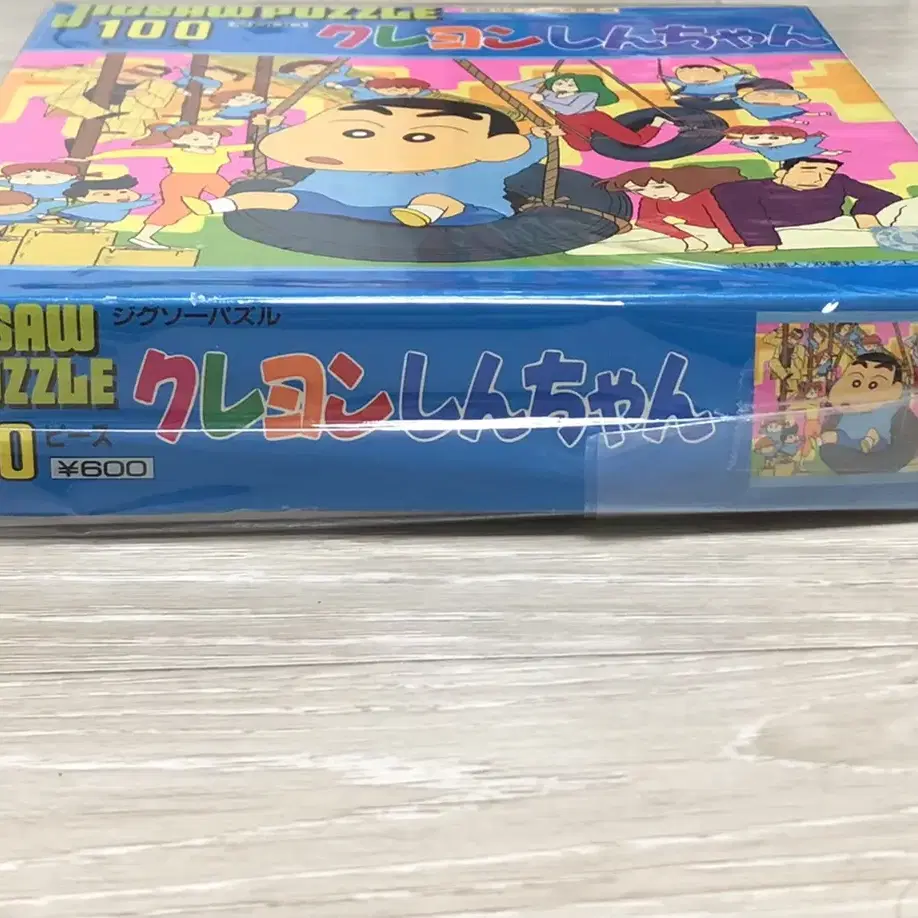 JIGSAW PUZZLE
100
クレヨンしんちゃん
SAW
ジグソーパズル
ZZLE
クレヨンしんちゃん
0 ピース
¥600